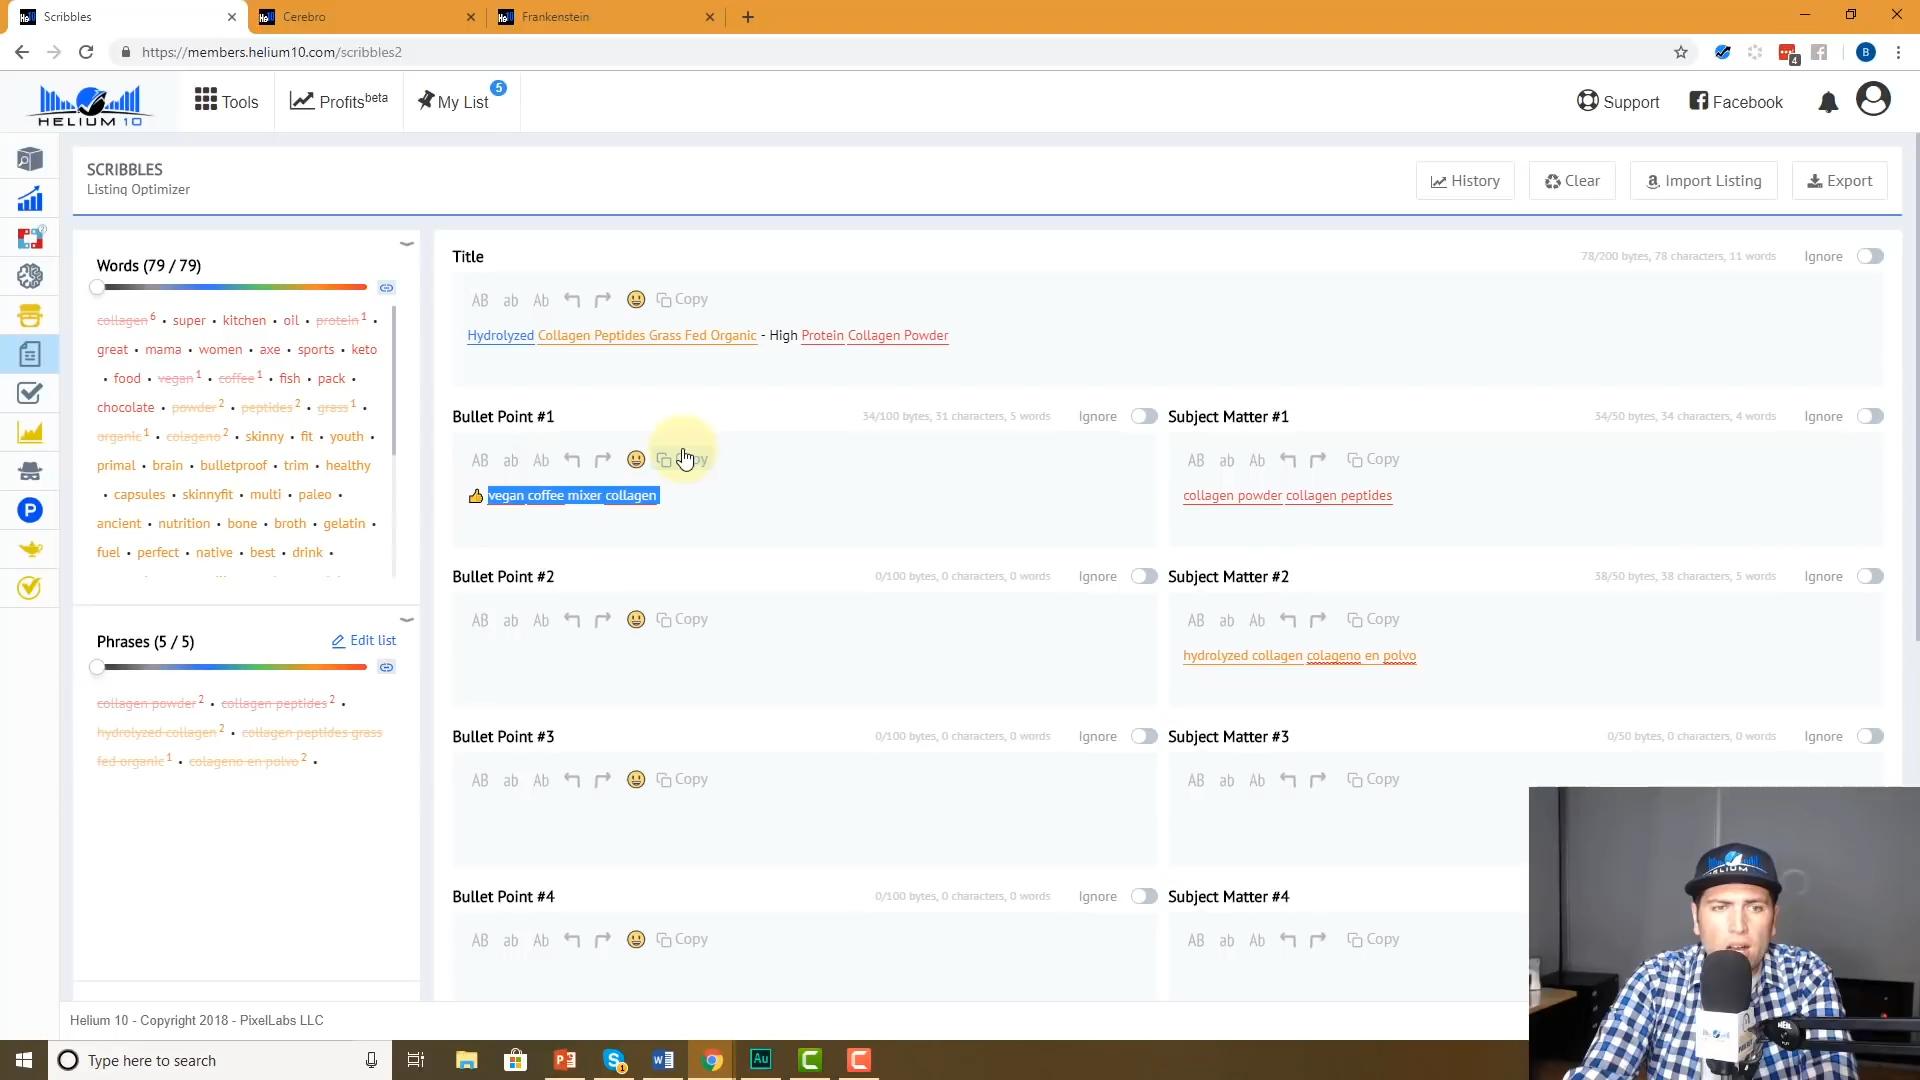 Scribbles
Cerebro
Frankenstein
https://members.helium10.com/scribbles2
4
B
HELIUM 10
Tools
Profits beta
My List 5
Support
Facebook
SCRIBBLES
Listing Optimizer
History
Clear
Import Listing
Export
Words (79 / 79)
collagen 6 • super • kitchen • oil • protein 1 •
great • mama • women • axe • sports • keto
• food • vegan 1 • coffee 1 • fish • pack •
chocolate • powder 2 • peptides 2 • grass 1 •
organic 1 • colageno 2 • skinny • fit • youth •
primal • brain • bulletproof • trim • healthy
• capsules • skinnyfit • multi • paleo •
ancient • nutrition • bone • broth • gelatin •
fuel • perfect • native • best • drink •
Phrases (5 / 5)
Edit list
collagen powder 2 • collagen peptides 2 •
hydrolyzed collagen 2 • collagen peptides grass
fed organic 1 • colageno en polvo 2 •
Title
78/200 bytes, 78 characters, 11 words
Ignore
AB ab Ab Copy
Hydrolyzed Collagen Peptides Grass Fed Organic - High Protein Collagen Powder
Bullet Point #1
34/100 bytes, 31 characters, 5 words
Ignore
AB ab Ab Copy
vegan coffee mixer collagen
Subject Matter #1
34/50 bytes, 34 characters, 4 words
Ignore
AB ab Ab Copy
collagen powder collagen peptides
Bullet Point #2
0/100 bytes, 0 characters, 0 words
Ignore
AB ab Ab Copy
Subject Matter #2
38/50 bytes, 38 characters, 5 words
Ignore
AB ab Ab Copy
hydrolyzed collagen colageno en polvo
Bullet Point #3
0/100 bytes, 0 characters, 0 words
Ignore
AB ab Ab Copy
Subject Matter #3
0/50 bytes, 0 characters, 0 words
Ignore
AB ab Ab Copy
Bullet Point #4
0/100 bytes, 0 characters, 0 words
Ignore
AB ab Ab Copy
Subject Matter #4
AB ab Ab Copy
Helium 10 - Copyright 2018 - PixelLabs LLC
Type here to search